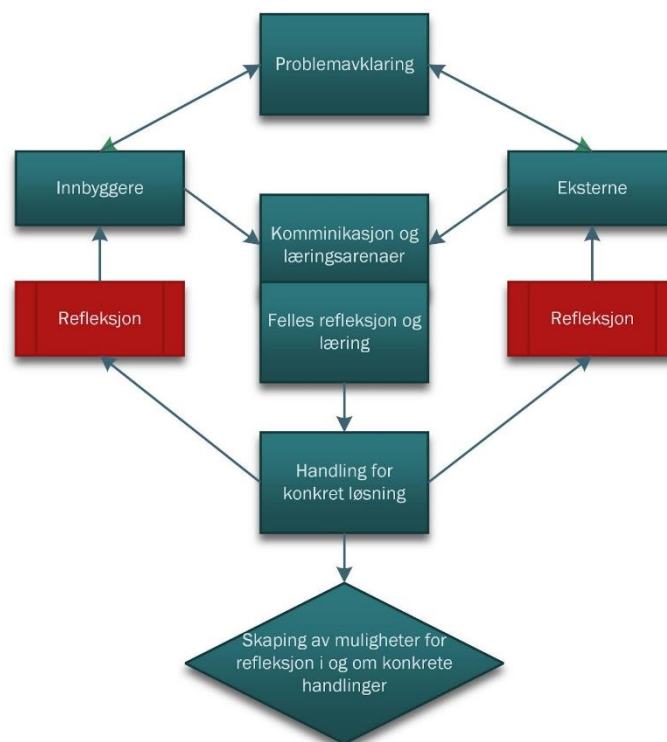 Problemavklaring
Innbyggere
Eksterne
Komminikasjon og
læringsarenaer
Refleksjon
Felles refleksjon og
læring
Refleksjon
Handling for
konkret løsning
Skaping av muligheter for
refleksjon i og om konkrete
handlinger